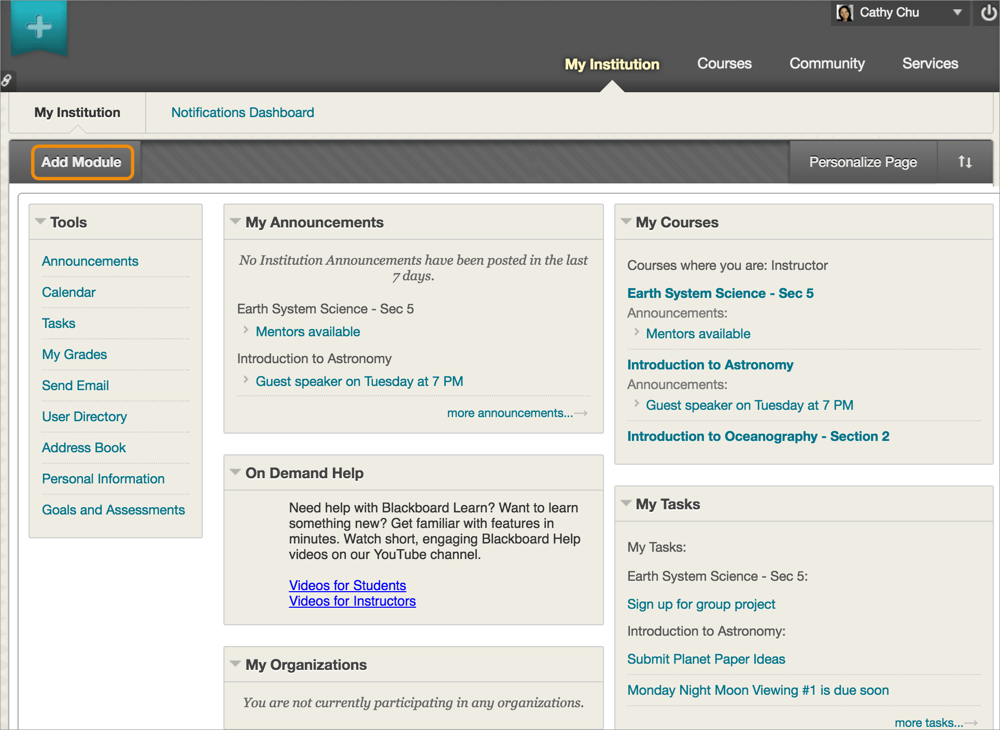 Cathy Chu
My Institution
Courses
Community
Services
My Institution
Notifications Dashboard
Add Module
Personalize Page
Tools
Announcements
Calendar
Tasks
My Grades
Send Email
User Directory
Address Book
Personal Information
Goals and Assessments
My Announcements
No Institution Announcements have been posted in the last
7 days.
Earth System Science - Sec 5
Mentors available
Introduction to Astronomy
Guest speaker on Tuesday at 7 PM
more announcements...
On Demand Help
Need help with Blackboard Learn? Want to learn
something new? Get familiar with features in
minutes. Watch short, engaging Blackboard Help
videos on our YouTube channel.
Videos for Students
Videos for Instructors
My Organizations
You are not currently participating in any organizations.
My Courses
Courses where you are: Instructor
Earth System Science - Sec 5
Announcements:
Mentors available
Introduction to Astronomy
Announcements:
Guest speaker on Tuesday at 7 PM
Introduction to Oceanography - Section 2
My Tasks
My Tasks:
Earth System Science - Sec 5:
Sign up for group project
Introduction to Astronomy:
Submit Planet Paper Ideas
Monday Night Moon Viewing #1 is due soon
more tasks...